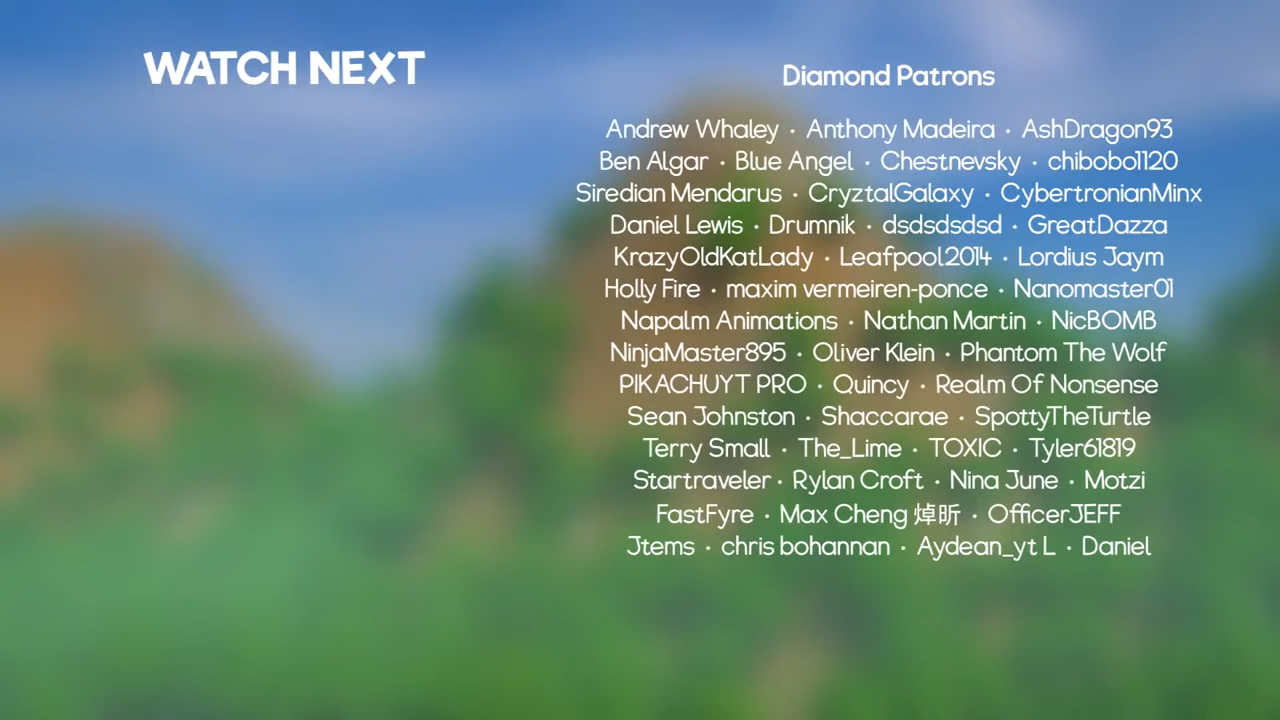 WATCH NEXT
Diamond Patrons
Andrew Whaley · Anthony Madeira · AshDragon93
Ben Algar · Blue Angel · Chestnevsky · chibobo1120
Siredian Mendarus · CryztalGalaxy · CybertronianMinx
Daniel Lewis · Drumnik · dsdsdsdsd · GreatDazza
KrazyOldKatLady · Leafpool2014 · Lordius Jaym
Holly Fire · maxim vermeiren-ponce · Nanomaster01
Napalm Animations · Nathan Martin · NicBOMB
NinjaMaster895 · Oliver Klein · Phantom The Wolf
PIKACHUYT PRO · Quincy · Realm Of Nonsense
Sean Johnston · Shaccarae · SpottyTheTurtle
Terry Small · The_Lime · TOXIC · Tyler61819
Startraveler · Rylan Croft · Nina June · Motzi
FastFyre · Max Cheng 焯昕 · OfficerJEFF
Jtems · chris bohannan · Aydean_yt L · Daniel